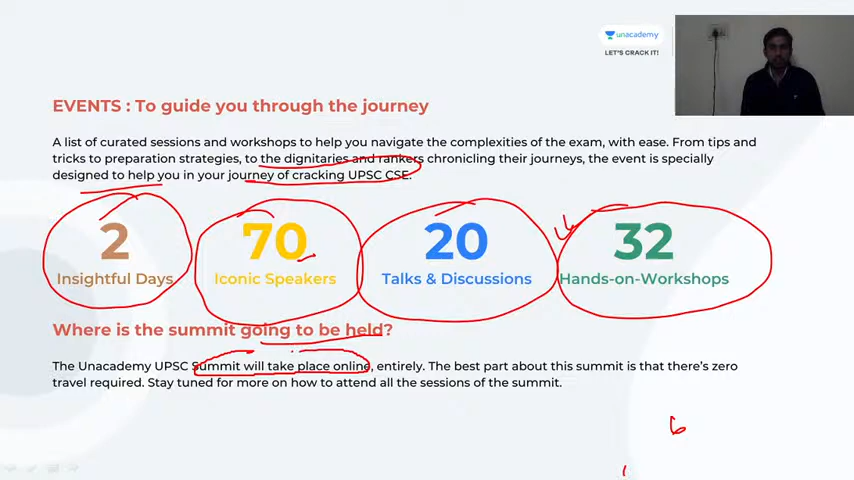 unacademy
LET'S CRACK IT!
EVENTS : To guide you through the journey
A list of curated sessions and workshops to help you navigate the complexities of the exam, with ease. From tips and
tricks to preparation strategies, to the dignitaries and rankers chronicling their journeys, the event is specially
designed to help you in your journey of cracking UPSC CSE.
2 70 20 32
Insightful Days Iconic Speakers Talks & Discussions Hands-on-Workshops
Where is the summit going to be held?
The Unacademy UPSC Summit will take place online, entirely. The best part about this summit is that there's zero
travel required. Stay tuned for more on how to attend all the sessions of the summit.
6